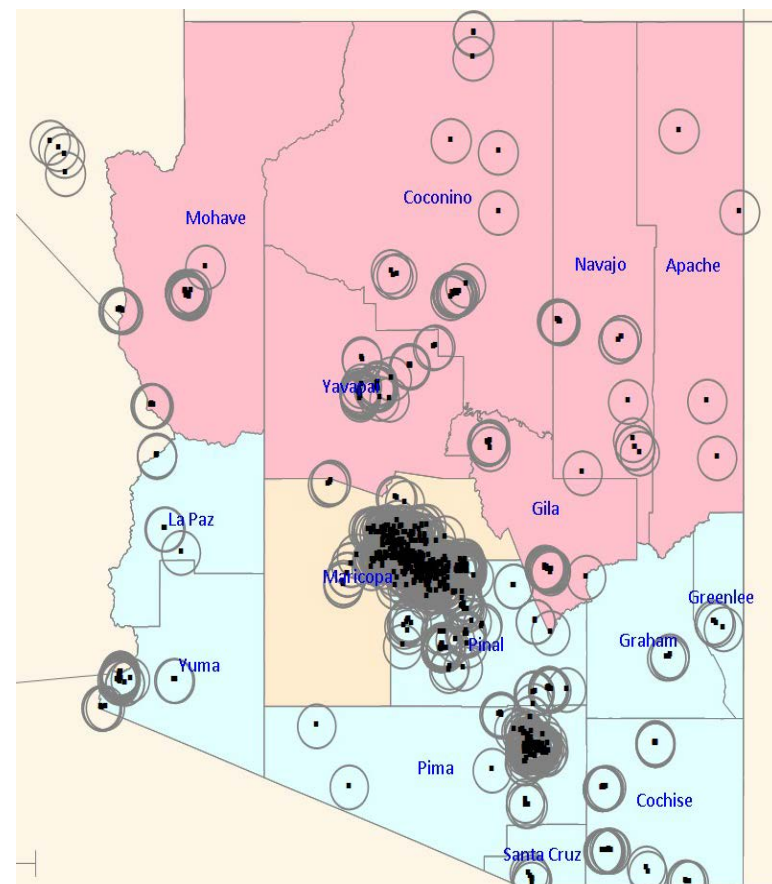 Mohave
Coconino
Navajo
Apache
Yavapai
La Paz
Gila
Maricopa
Greenlee
Graham
Pinal
Yuma
Pima
Cochise
Santa Cruz